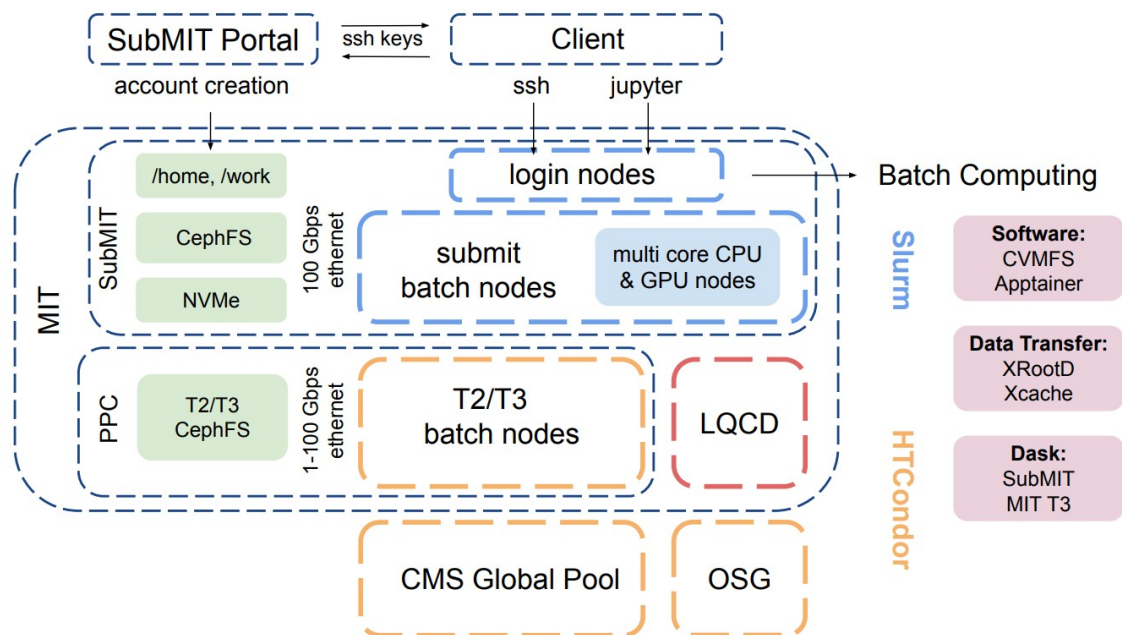 SubMIT Portal
ssh keys
Client
account creation
ssh
jupyter
MIT
SubMIT
/home, /work
CephFS
NVMe
100 Gbps
ethernet
login nodes
submit
batch nodes
multi core CPU
& GPU nodes
PPC
T2/T3
CephFS
1-100 Gbps
ethernet
T2/T3
batch nodes
LQCD
CMS Global Pool
OSG
Batch Computing
Slurm
HTCondor
Software:
CVMFS
Apptainer
Data Transfer:
XRootD
Xcache
Dask:
SubMIT
MIT T3